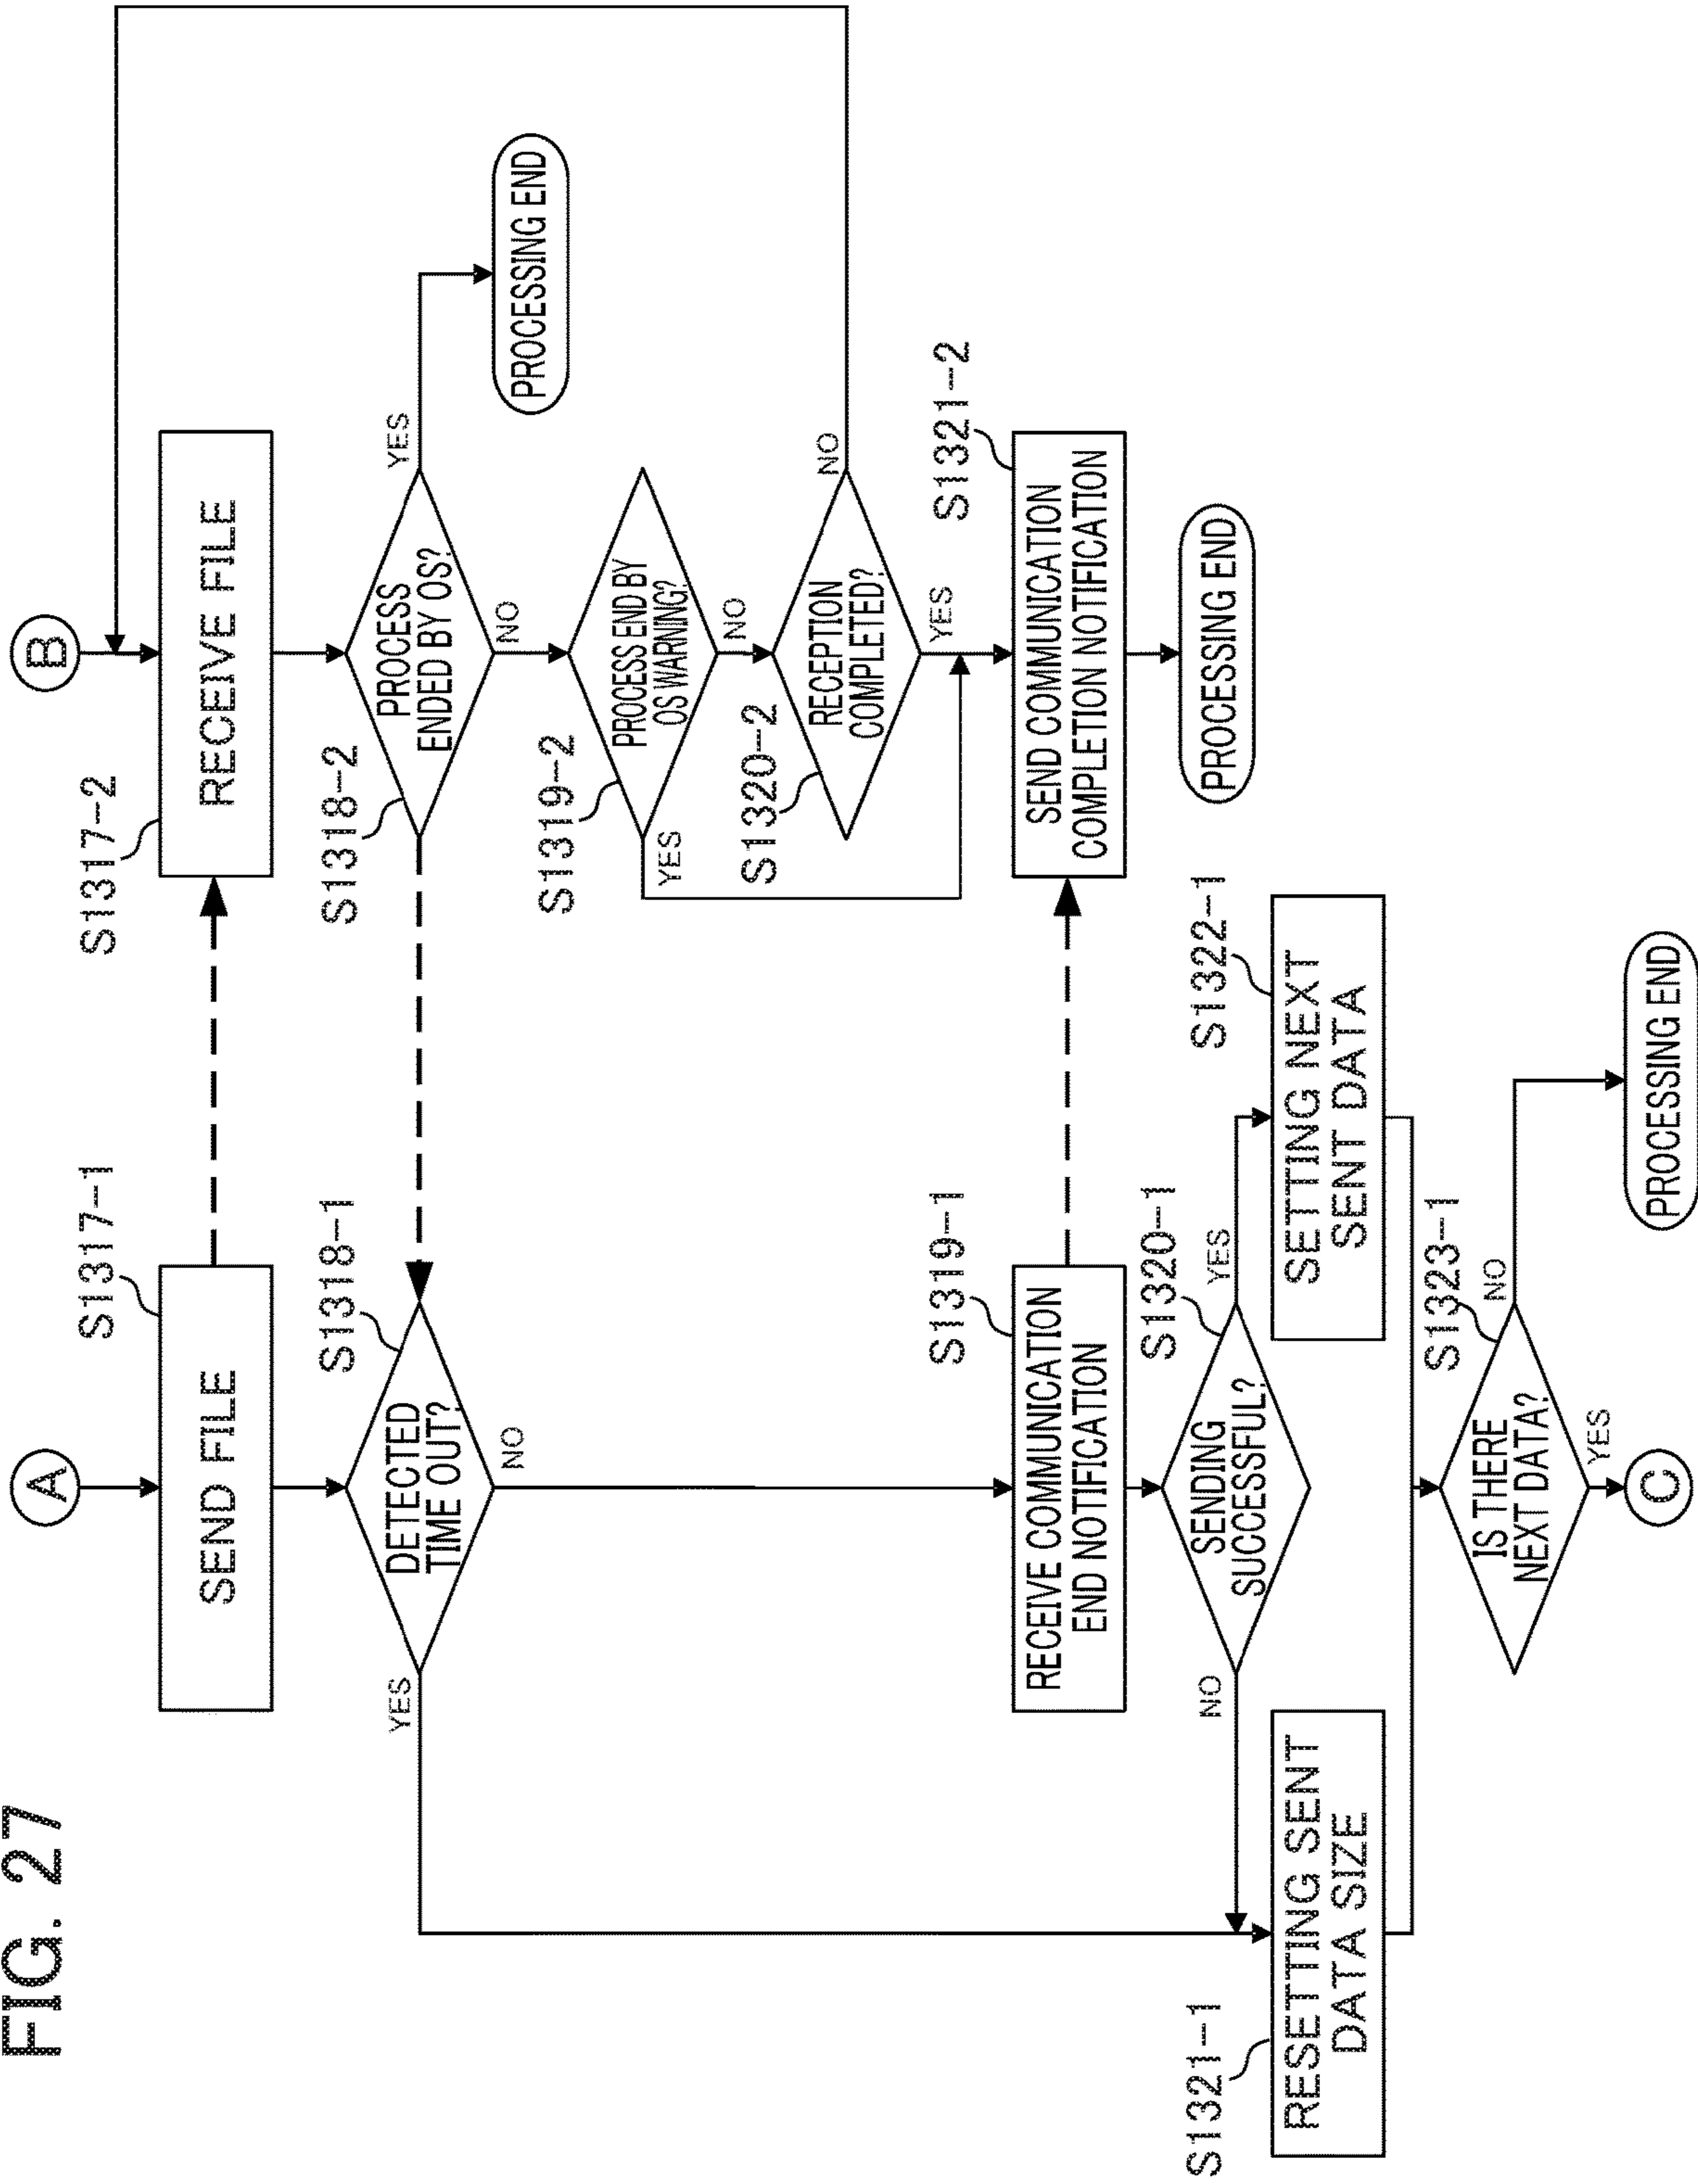 FIG. 27
A
B
S1317-1
SEND FILE
S1317-2
RECEIVE FILE
S1318-1
DETECTED
TIME OUT?
YES
NO
S1318-2
PROCESS
ENDED BY OS?
YES
NO
PROCESSING END
S1319-2
PROCESS END BY
OS WARNING?
YES
NO
S1320-2
RECEPTION
COMPLETED?
NO
YES
S1319-1
RECEIVE COMMUNICATION
END NOTIFICATION
S1321-2
SEND COMMUNICATION
COMPLETION NOTIFICATION
PROCESSING END
S1320-1
SENDING
SUCCESSFUL?
NO
YES
S1321-1
RESETTING SENT
DATA SIZE
S1322-1
SETTING NEXT
SENT DATA
S1323-1
IS THERE
NEXT DATA?
NO
YES
PROCESSING END
C